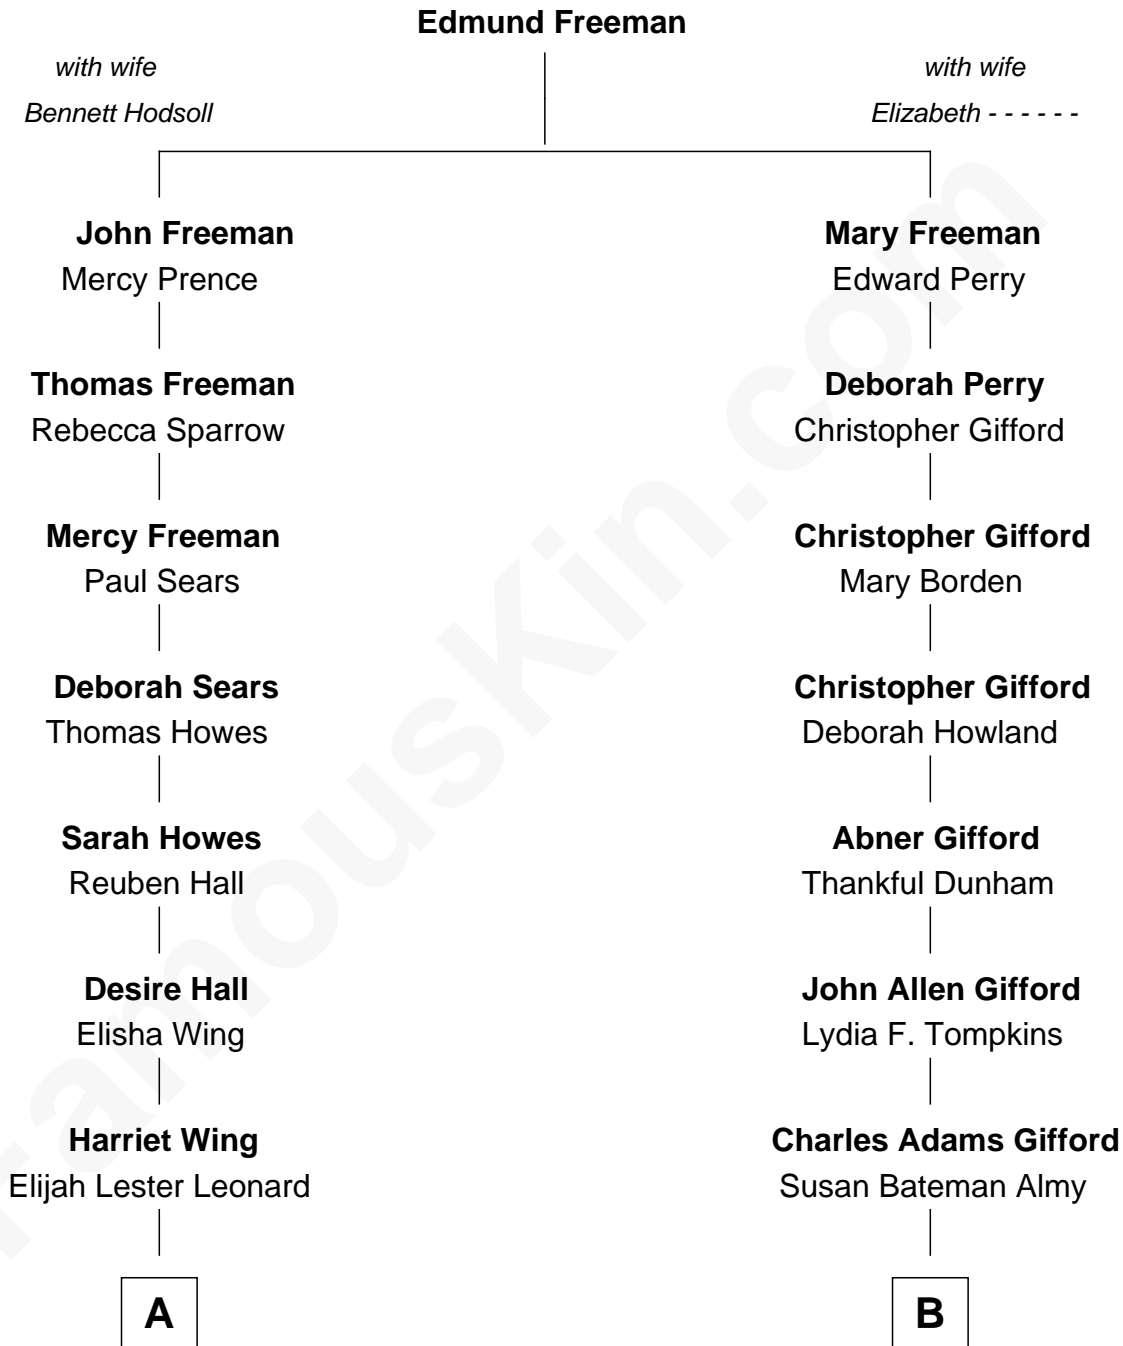 Edmund Freeman
with wife
Bennett Hodsoll
with wife
Elizabeth - - - - - -
John Freeman
Mercy Prence
Mary Freeman
Edward Perry
Thomas Freeman
Rebecca Sparrow
Deborah Perry
Christopher Gifford
Mercy Freeman
Paul Sears
Christopher Gifford
Mary Borden
Deborah Sears
Thomas Howes
Christopher Gifford
Deborah Howland
Sarah Howes
Reuben Hall
Abner Gifford
Thankful Dunham
Desire Hall
Elisha Wing
John Allen Gifford
Lydia F. Tompkins
Harriet Wing
Elijah Lester Leonard
Charles Adams Gifford
Susan Bateman Almy
A
B
FamousKin.com